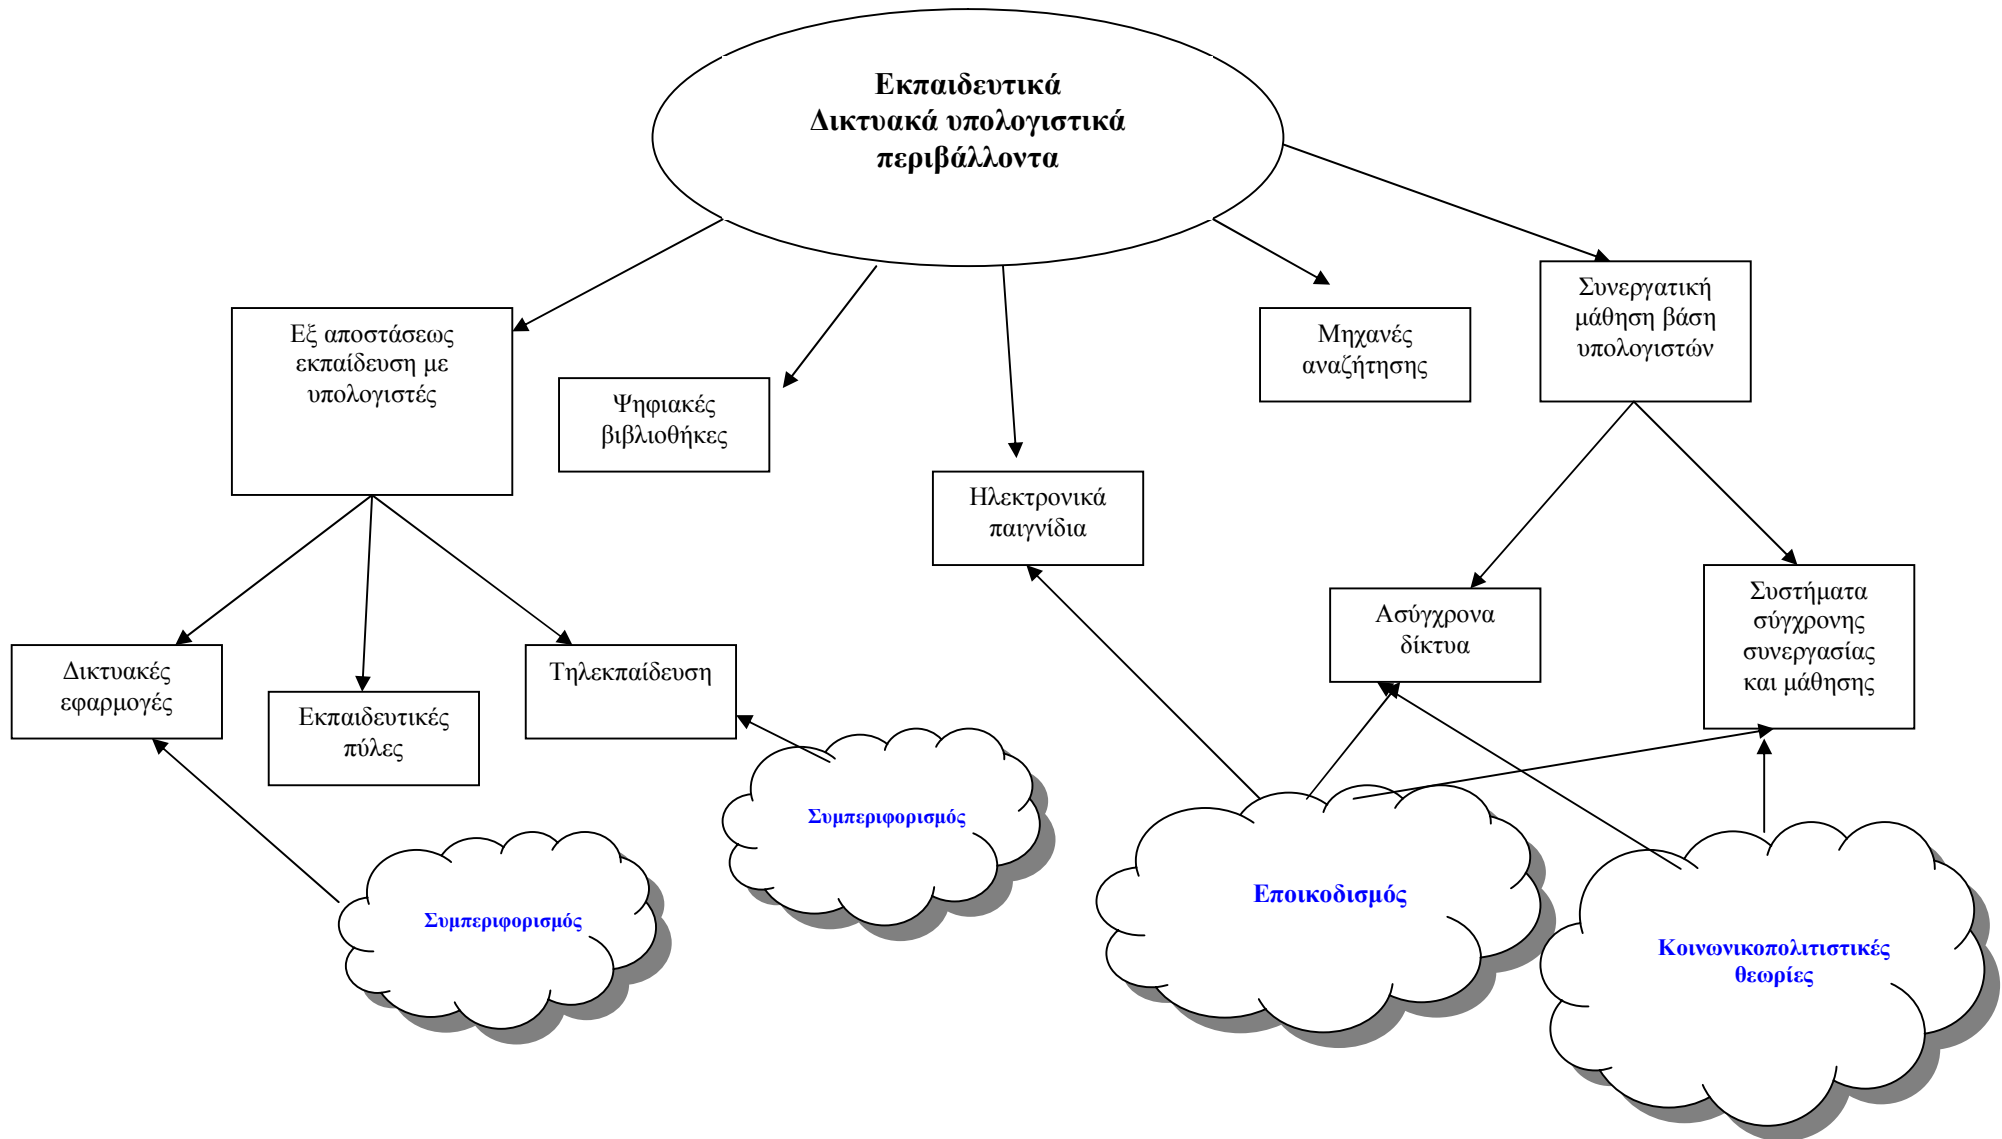 Εκπαιδευτικά
Δικτυακά υπολογιστικά
περιβάλλοντα
Εξ αποστάσεως
εκπαίδευση με
υπολογιστές
Ψηφιακές
βιβλιοθήκες
Ηλεκτρονικά
παιγνίδια
Μηχανές
αναζήτησης
Συνεργατική
μάθηση βάση
υπολογιστών
Δικτυακές
εφαρμογές
Εκπαιδευτικές
πύλες
Τηλεκπαίδευση
Ασύγχρονα
δίκτυα
Συστήματα
σύγχρονης
συνεργασίας
και μάθησης
Συμπεριφορισμός
Συμπεριφορισμός
Εποικοδισμός
Κοινωνικοπολιτιστικές
θεωρίες